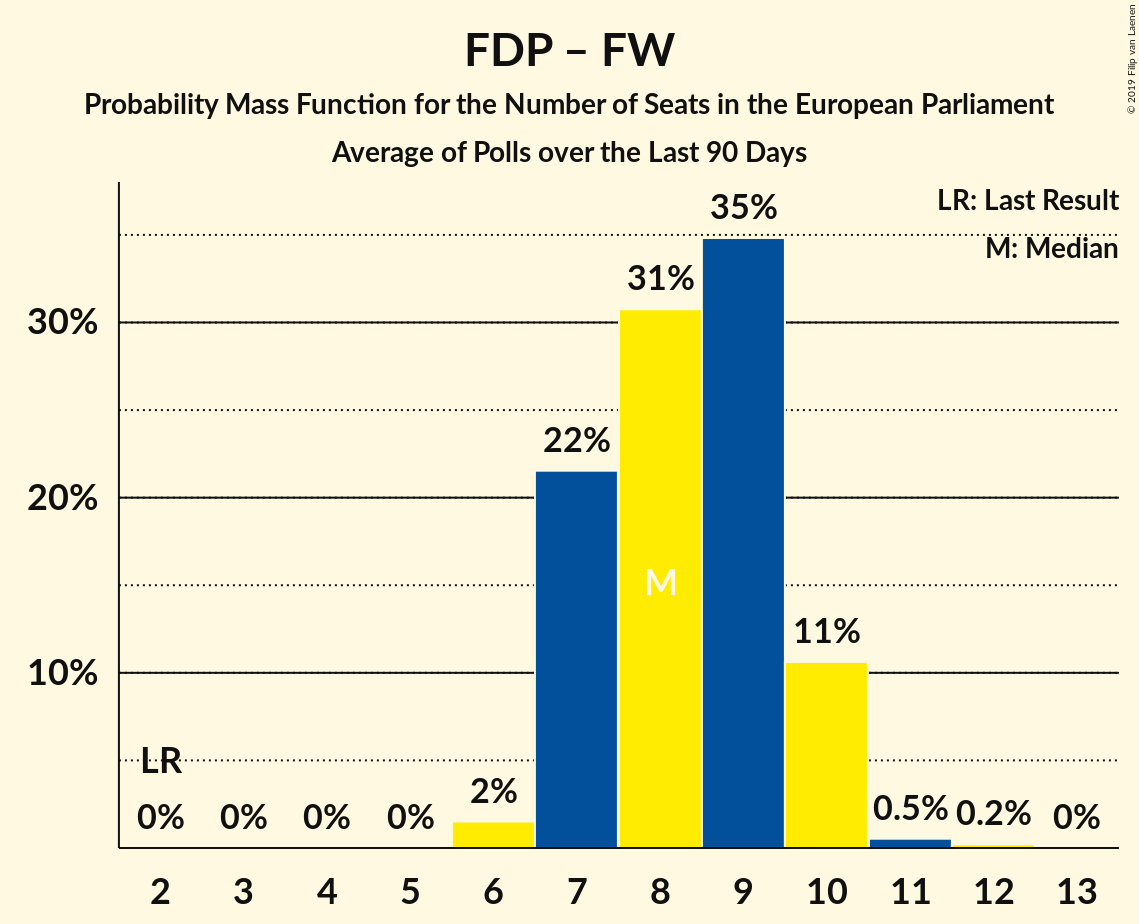 FDP – FW
Probability Mass Function for the Number of Seats in the European Parliament
Average of Polls over the Last 90 Days
© 2019 Filip van Laenen
LR: Last Result
M: Median
35%
31%
30%
22%
20%
M
11%
10%
LR
2%
0% 0% 0% 0% 0.5% 0.2% 0%
2 3 4 5 6 7 8 9 10 11 12 13